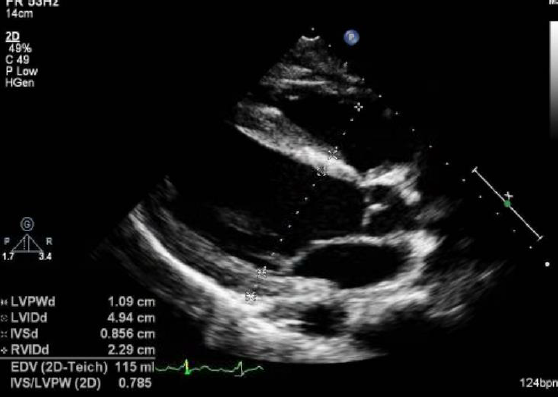 FR 53Hz
14cm
2D
49%
C 49
P Low
HGen
P
G
P R
1.7 3.4
LVPWd 1.09 cm
LVIDd 4.94 cm
IVSd 0.856 cm
RVIDd 2.29 cm
EDV (2D-Teich) 115 ml
IVS/LVPW (2D) 0.785
124bpm